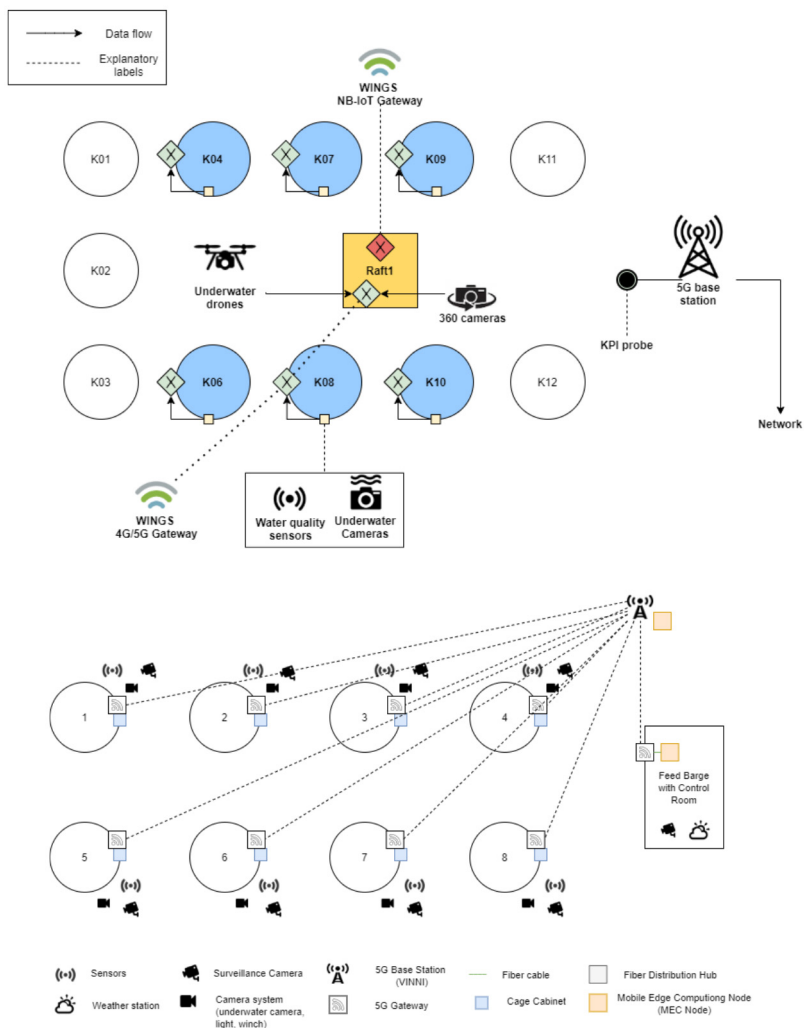 Data flow
Explanatory
labels
WINGS
NB-IoT Gateway
K01
K04
K07
K09
K11
K02
Underwater
drones
Raft1
360 cameras
5G base
station
KPI probe
K03
K06
K08
K10
K12
Network
WINGS
4G/5G Gateway
Water quality
sensors
Underwater
Cameras
1
2
3
4
Feed Barge
with Control
Room
5
6
7
8
Sensors
Surveillance Camera
5G Base Station
(VINNI)
Fiber cable
Fiber Distribution Hub
Weather station
Camera system
(underwater camera,
light, winch)
5G Gateway
Cage Cabinet
Mobile Edge Compuiing Node
(MEC Node)